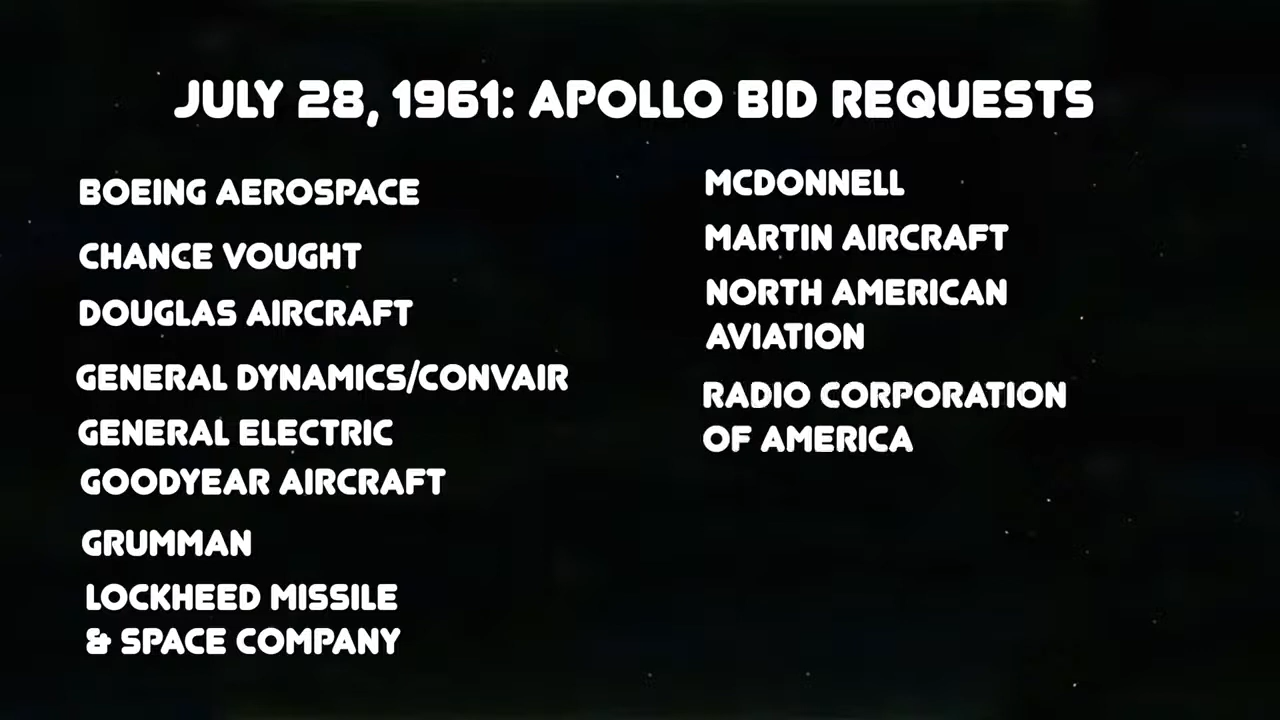 JULY 28, 1961: APOLLO BID REQUESTS
BOEING AEROSPACE
CHANCE VOUGHT
DOUGLAS AIRCRAFT
GENERAL DYNAMICS/CONVAIR
GENERAL ELECTRIC
GOODYEAR AIRCRAFT
GRUMMAN
LOCKHEED MISSILE
& SPACE COMPANY
MCDONNELL
MARTIN AIRCRAFT
NORTH AMERICAN
AVIATION
RADIO CORPORATION
OF AMERICA